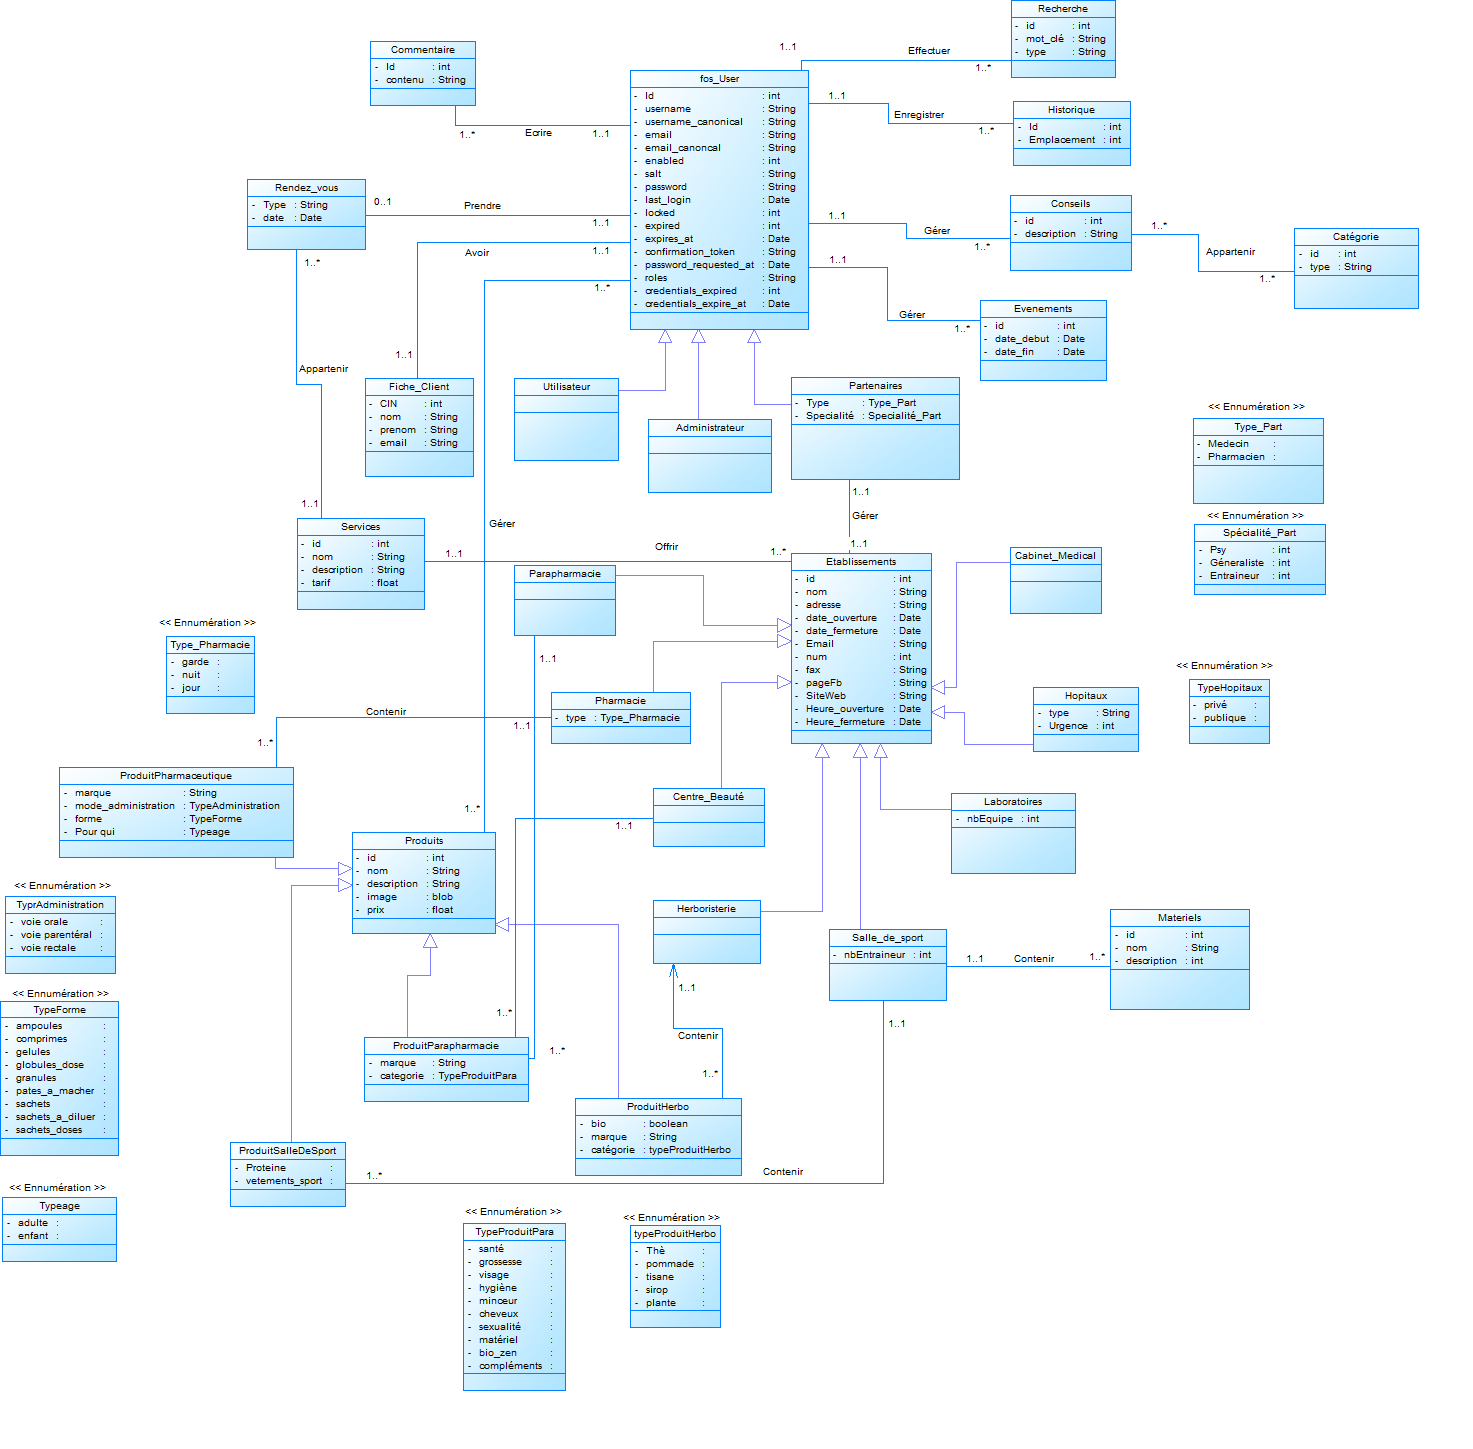 Recherche
- id : int
- mot_clé : String
- type : String
1..1
Effectuer
1..*
Commentaire
- Id : int
- contenu : String
1..*
Ecrire
1..1
fos_User
- Id : int
- username : String
- username_canonical : String
- email : String
- email_canoncal : String
- enabled : int
- salt : String
- password : String
- last_login : Date
- locked : int
- expired : int
- expires_at : Date
- confirmation_token : String
- password_requested_at : Date
- roles : String
- credentials_expired : int
- credentials_expire_at : Date
1..1
Enregistrer
1..*
Historique
- Id : int
- Emplacement : int
Rendez_vous
- Type : String
- date : Date
0..1
Prendre
1..1
1..*
Avoir
1..1
1..*
1..1
Gérer
1..*
Conseils
- id : int
- description : String
1..*
Appartenir
1..*
Catégorie
- id : int
- type : String
1..1
Gérer
1..*
Evenements
- id : int
- date_debut : Date
- date_fin : Date
1..1
Appartenir
Fiche_Client
- CIN : int
- nom : String
- prenom : String
- email : String
Utilisateur
Administrateur
Partenaires
- Type : Type_Part
- Specialité : Specialité_Part
<< Ennumération >>
Type_Part
- Medecin :
- Pharmacien :
<< Ennumération >>
Spécialité_Part
- Psy : int
- Géneraliste : int
- Entraineur : int
1..1
Gérer
1..1
1..1
Services
- id : int
- nom : String
- description : String
- tarif : float
Gérer
1..1
Offrir
1..*
Etablissements
- id : int
- nom : String
- adresse : String
- date_ouverture : Date
- date_fermeture : Date
- Email : String
- num : int
- fax : String
- pageFb : String
- SiteWeb : String
- Heure_ouverture : Date
- Heure_fermeture : Date
Cabinet_Medical
Parapharmacie
1..1
<< Ennumération >>
Type_Pharmacie
- garde :
- nuit :
- jour :
Pharmacie
- type : Type_Pharmacie
1..1
Contenir
1..*
Hopitaux
- type : String
- Urgence : int
<< Ennumération >>
TypeHopitaux
- privé :
- publique :
ProduitPharmaceutique
- marque : String
- mode_administration : TypeAdministration
- forme : TypeForme
- Pour qui : Typeage
1..*
Produits
- id : int
- nom : String
- description : String
- image : blob
- prix : float
Centre_Beauté
1..1
Laboratoires
- nbEquipe : int
<< Ennumération >>
TyprAdministration
- voie orale :
- voie parentéral :
- voie rectale :
Herboristerie
1..1
Contenir
1..*
Salle_de_sport
- nbEntraineur : int
1..1
Contenir
1..*
Materiels
- id : int
- nom : String
- description : int
1..1
<< Ennumération >>
TypeForme
- ampoules :
- comprimes :
- gelules :
- globules_dose :
- granules :
- pates_a_macher :
- sachets :
- sachets_a_diluer :
- sachets_doses :
1..*
1..*
ProduitParapharmacie
- marque : String
- categorie : TypeProduitPara
ProduitHerbo
- bio : boolean
- marque : String
- catégorie : typeProduitHerbo
ProduitSalleDeSport
- Proteine :
- vetements_sport :
1..*
Contenir
<< Ennumération >>
Typeage
- adulte :
- enfant :
<< Ennumération >>
TypeProduitPara
- santé :
- grossesse :
- visage :
- hygiène :
- minceur :
- cheveux :
- sexualité :
- matériel :
- bio_zen :
- compléments :
<< Ennumération >>
typeProduitHerbo
- Thè :
- pommade :
- tisane :
- sirop :
- plante :